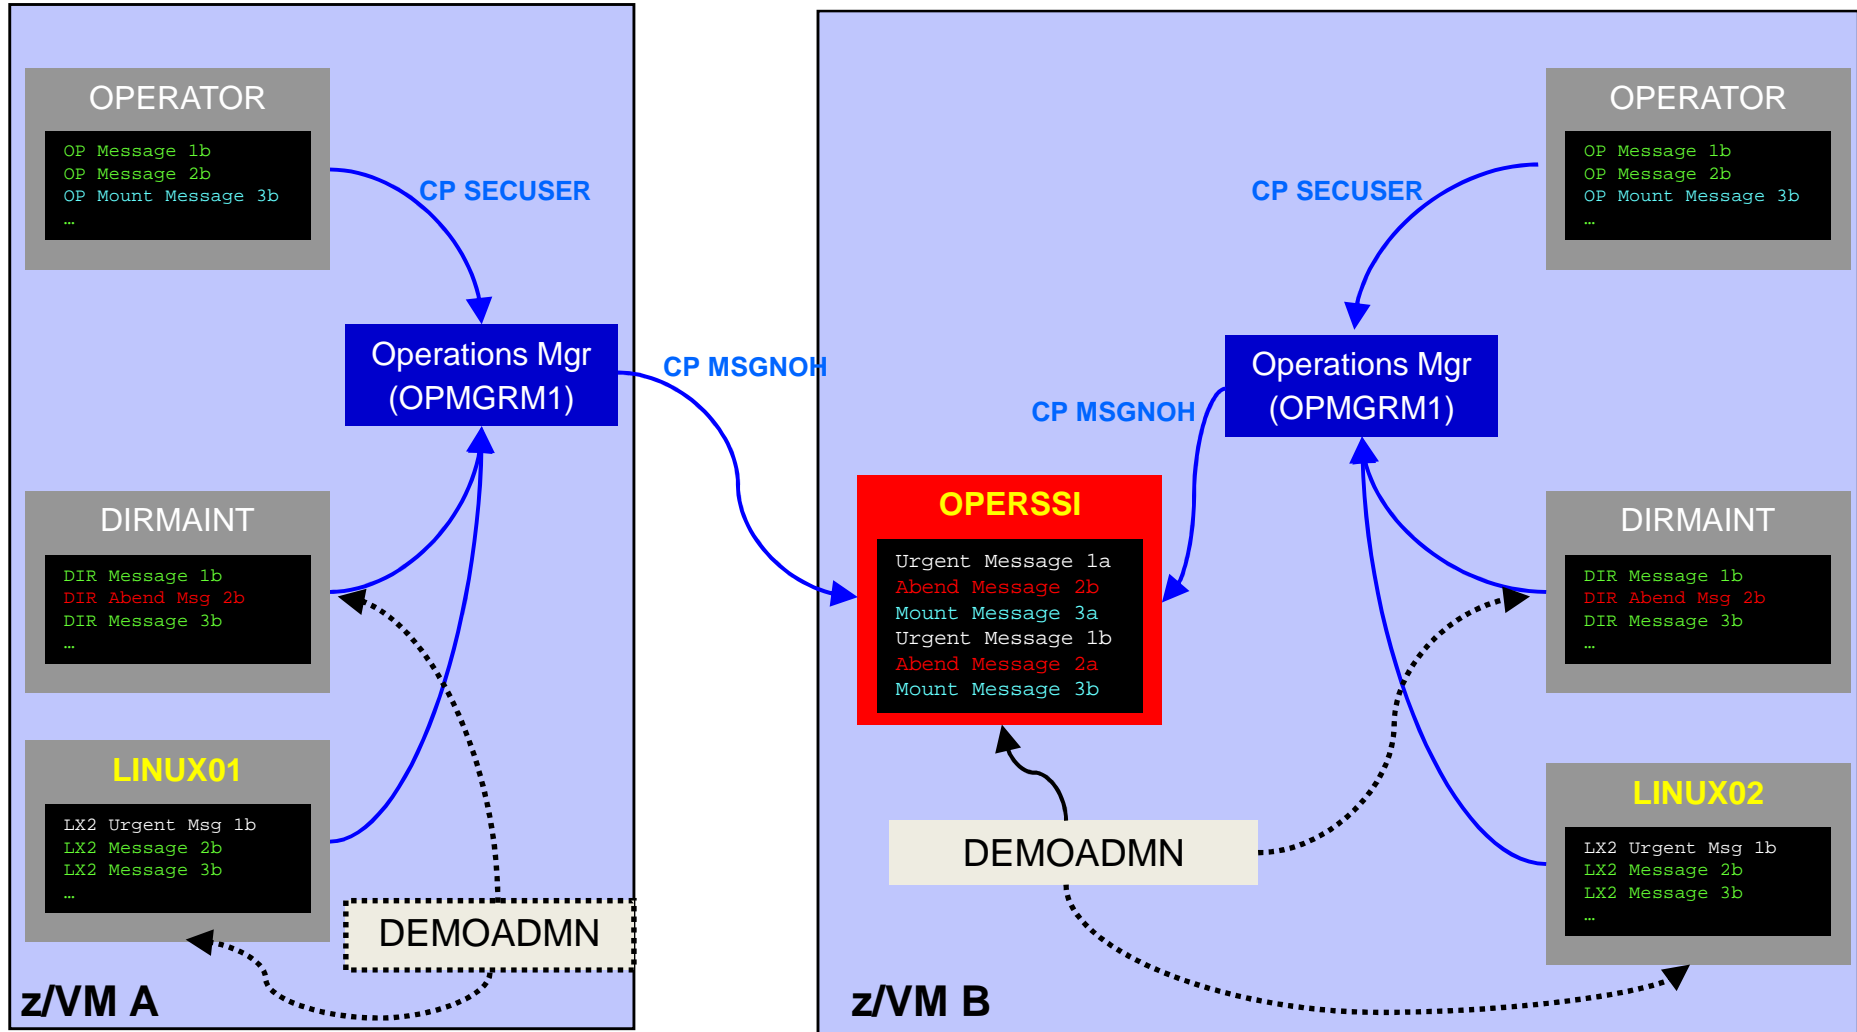 OPERATOR
OP Message 1b
OP Message 2b
OP Mount Message 3b
…
CP SECUSER
Operations Mgr
(OPMGRM1)
CP MSGNOH
DIRMAINT
DIR Message 1b
DIR Abend Msg 2b
DIR Message 3b
…
LINUX01
LX2 Urgent Msg 1b
LX2 Message 2b
LX2 Message 3b
…
DEMOADMN
z/VM A
OPERATOR
OP Message 1b
OP Message 2b
OP Mount Message 3b
…
CP SECUSER
Operations Mgr
(OPMGRM1)
CP MSGNOH
OPERSSI
Urgent Message 1a
Abend Message 2b
Mount Message 3a
Urgent Message 1b
Abend Message 2a
Mount Message 3b
DIRMAINT
DIR Message 1b
DIR Abend Msg 2b
DIR Message 3b
…
DEMOADMN
LINUX02
LX2 Urgent Msg 1b
LX2 Message 2b
LX2 Message 3b
…
z/VM B